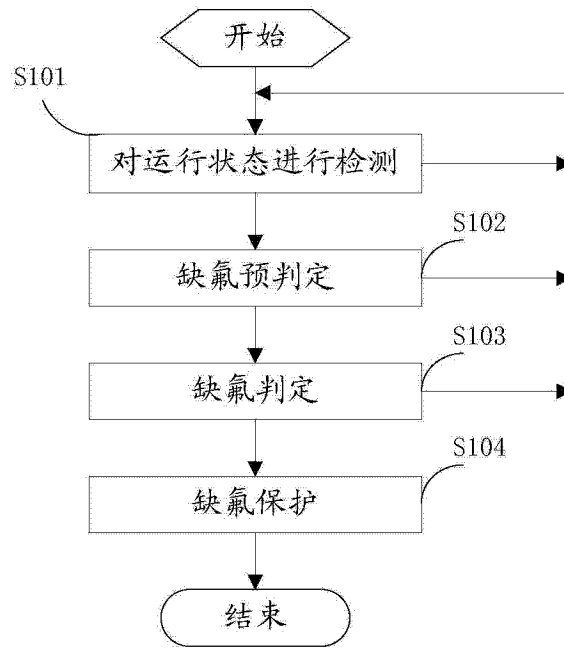 开始
S101
对运行状态进行检测
S102
缺氟预判定
S103
缺氟判定
S104
缺氟保护
结束